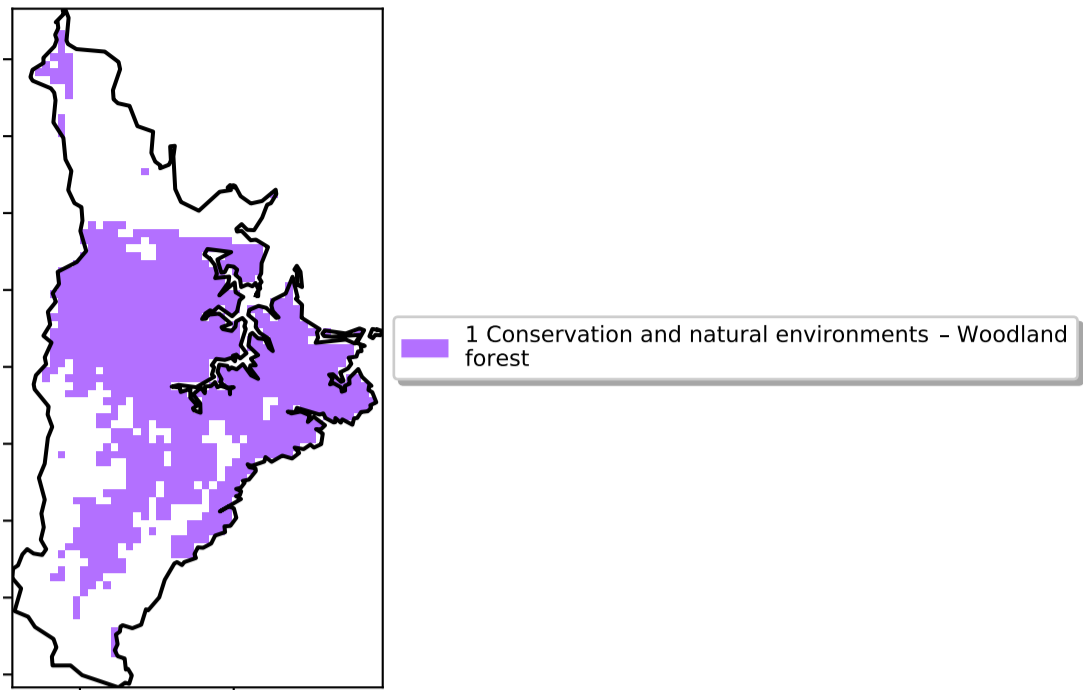 1 Conservation and natural environments – Woodland
forest